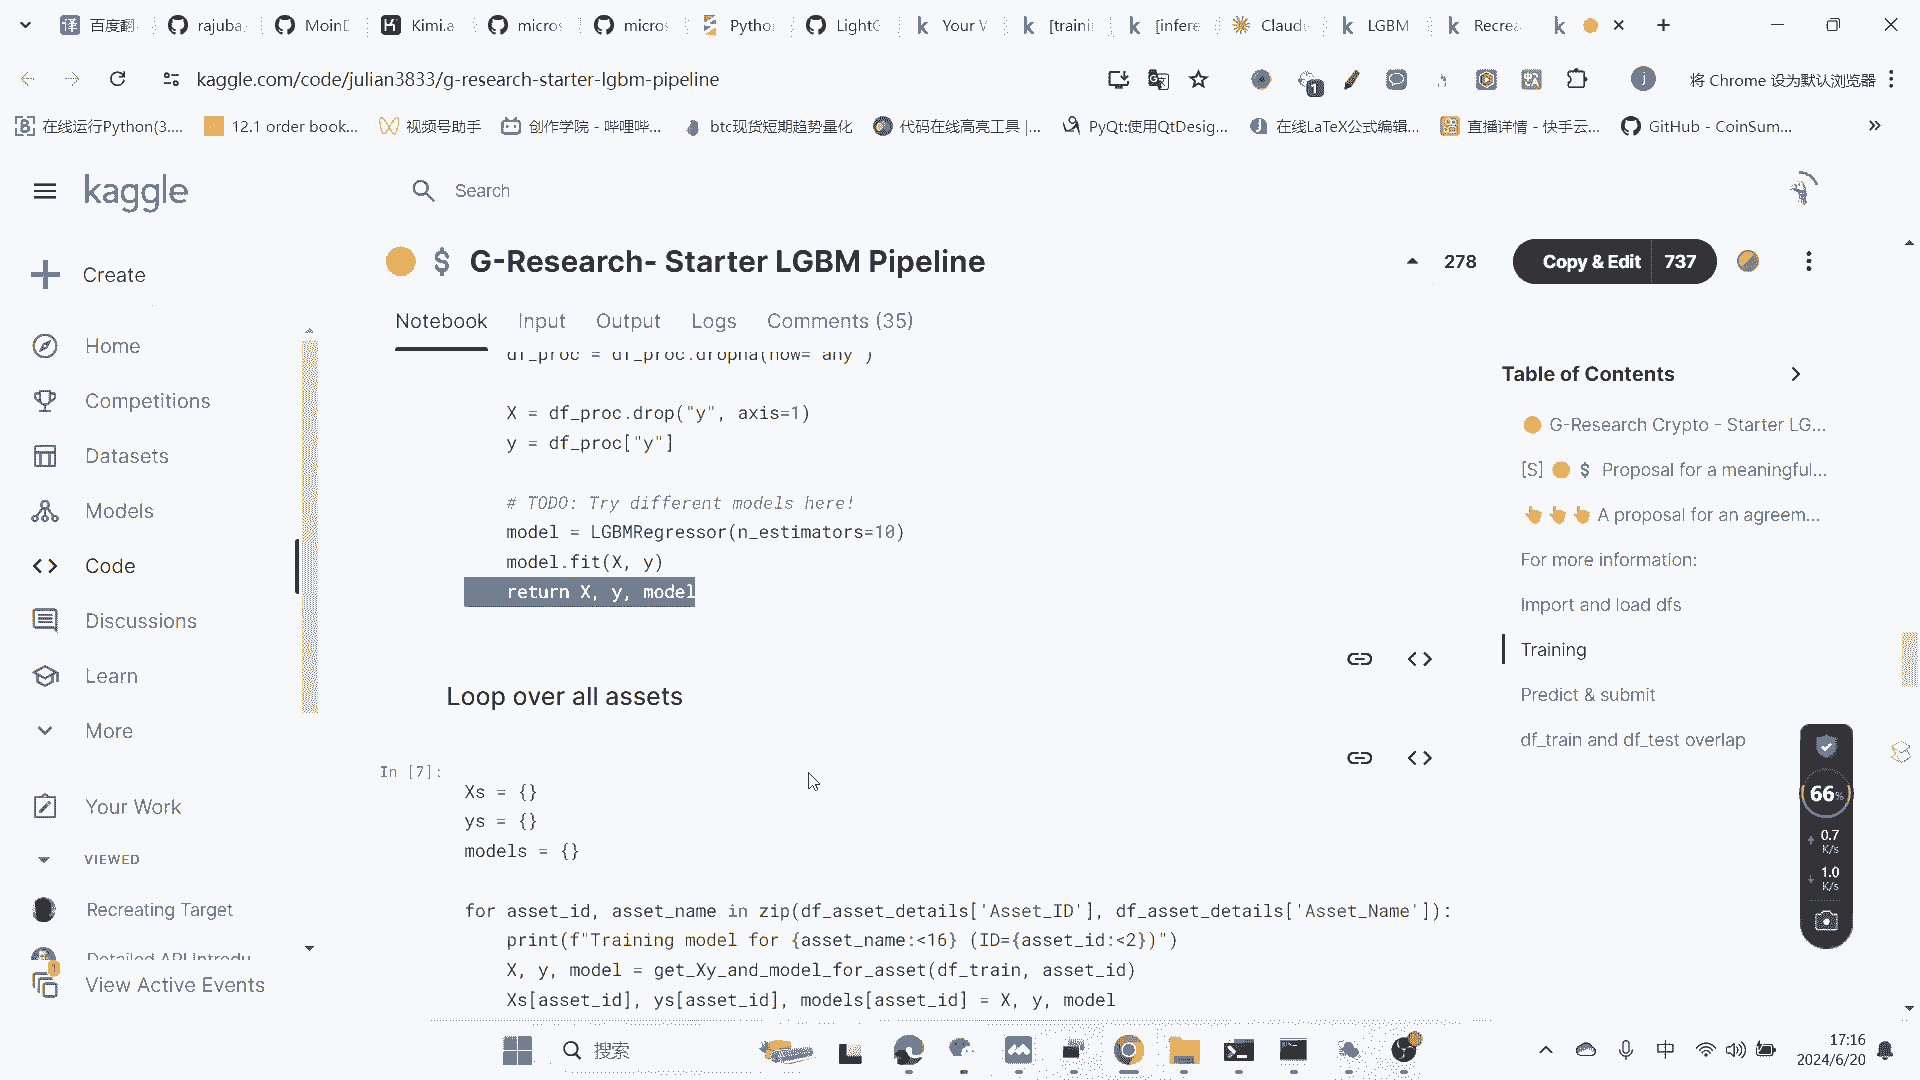 百度翻
rajuba
MoinD
Kimi.a
micros
micros
Python
LightG
Your V
[traini
[infere
Claude
LGBM
Recrea
kaggle.com/code/julian3833/g-research-starter-lgbm-pipeline
1
j
将 Chrome 设为默认浏览器
在线运行Python(3....
12.1 order book...
视频号助手
创作学院 - 哔哩哔...
btc现货短期趋势量化
代码在线高亮工具 |...
PyQt:使用QtDesig...
在线LaTeX公式编辑...
直播详情 - 快手云...
GitHub - CoinSum...
kaggle
Search
Create
Home
Competitions
Datasets
Models
Code
Discussions
Learn
More
Your Work
VIEWED
Recreating Target
Detailed API Introdu
1
View Active Events
$ G-Research- Starter LGBM Pipeline
278
Copy & Edit 737
Notebook
Input
Output
Logs
Comments (35)
df_proc = df_proc.dropna(how="any")
X = df_proc.drop("y", axis=1)
y = df_proc["y"]
# TODO: Try different models here!
model = LGBMRegressor(n_estimators=10)
model.fit(X, y)
return X, y, model
Loop over all assets
In [7]:
Xs = {}
ys = {}
models = {}
for asset_id, asset_name in zip(df_asset_details['Asset_ID'], df_asset_details['Asset_Name']):
print(f"Training model for {asset_name:<16} (ID={asset_id:<2})")
X, y, model = get_Xy_and_model_for_asset(df_train, asset_id)
Xs[asset_id], ys[asset_id], models[asset_id] = X, y, model
Table of Contents
G-Research Crypto - Starter LG...
[S] $ Proposal for a meaningful...
A proposal for an agreem...
For more information:
Import and load dfs
Training
Predict & submit
df_train and df_test overlap
66%
0.7
K/s
1.0
K/s
搜索
中
17:16
2024/6/20